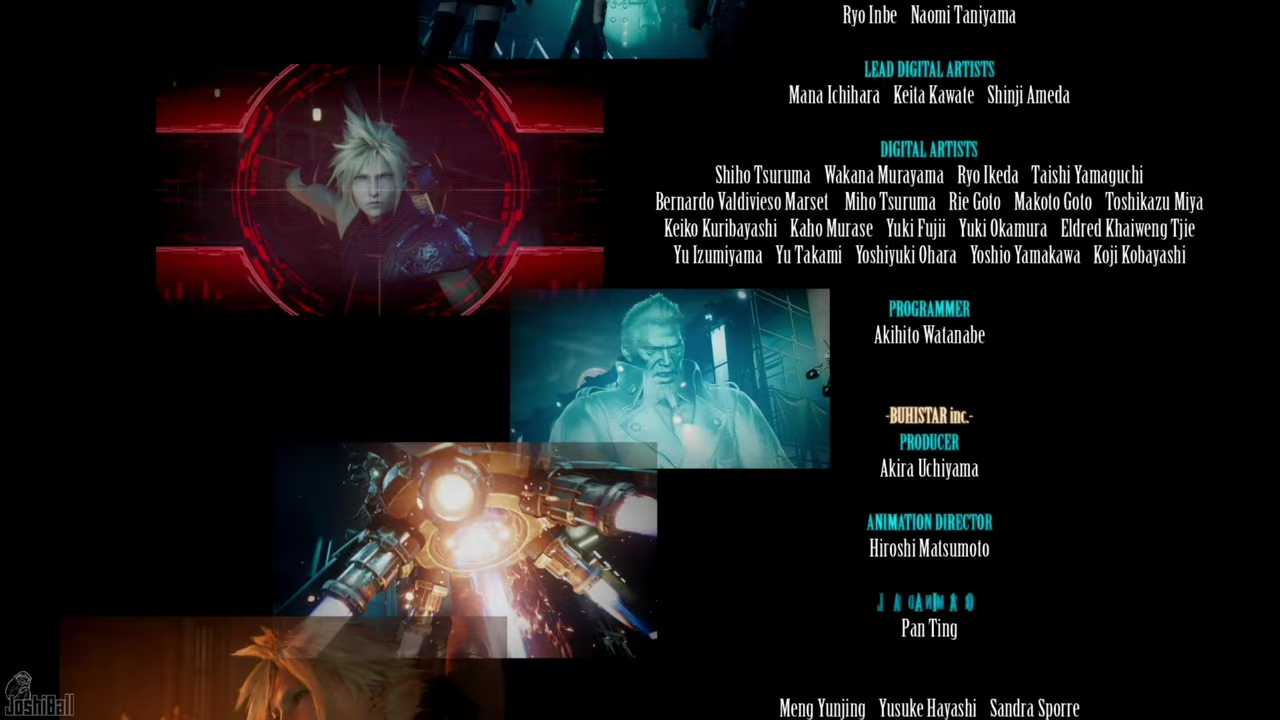 Ryo Inbe Naomi Taniyama
LEAD DIGITAL ARTISTS
Mana Ichihara Keita Kawate Shinji Ameda
DIGITAL ARTISTS
Shiho Tsuruma Wakana Murayama Ryo Ikeda Taishi Yamaguchi
Bernardo Valdivieso Marset Miho Tsuruma Rie Goto Makoto Goto Toshikazu Miya
Keiko Kuribayashi Kaho Murase Yuki Fujii Yuki Okamura Eldred Khaiweng Tjie
Yu Izumiyama Yu Takami Yoshiyuki Ohara Yoshio Yamakawa Koji Kobayashi
PROGRAMMER
Akihito Watanabe
-BUHISTAR inc.-
PRODUCER
Akira Uchiyama
ANIMATION DIRECTOR
Hiroshi Matsumoto
Pan Ting
Meng Yunjing Yusuke Hayashi Sandra Sporre
JoshiBall